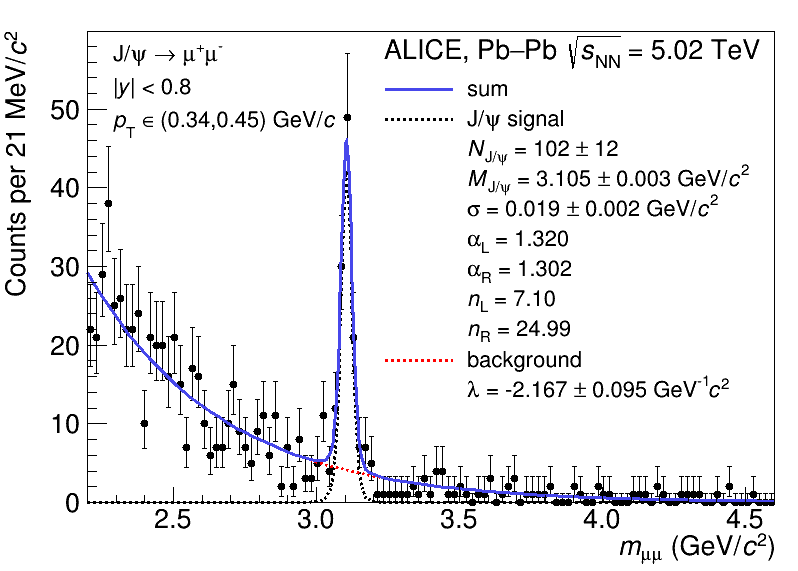 Counts per 21 MeV/c²
J/ψ → μ⁺μ⁻
|y| < 0.8
p_T ∈ (0.34,0.45) GeV/c
ALICE, Pb–Pb √s_NN = 5.02 TeV
sum
J/ψ signal
N_J/ψ = 102 ± 12
M_J/ψ = 3.105 ± 0.003 GeV/c²
σ = 0.019 ± 0.002 GeV/c²
α_L = 1.320
α_R = 1.302
n_L = 7.10
n_R = 24.99
background
λ = -2.167 ± 0.095 GeV⁻¹c²
50
40
30
20
10
0
2.5 3.0 3.5 4.0 4.5
m_μμ (GeV/c²)